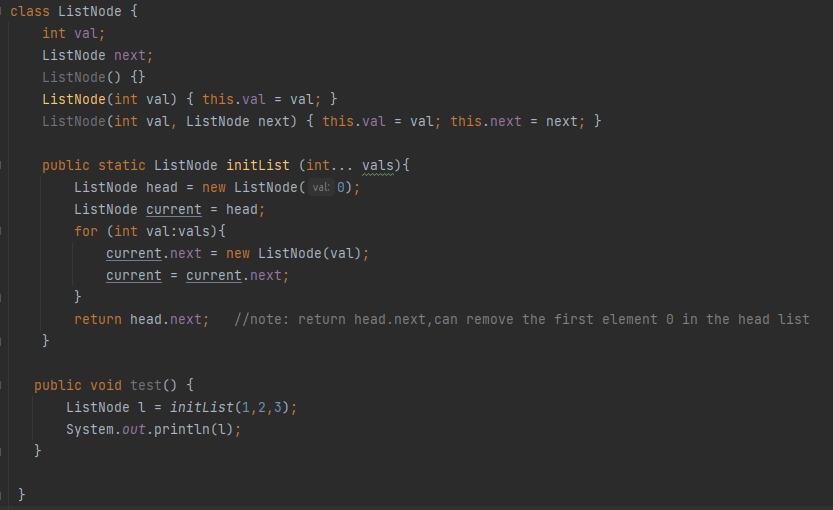 class ListNode {
    int val;
    ListNode next;
    ListNode() {}
    ListNode(int val) { this.val = val; }
    ListNode(int val, ListNode next) { this.val = val; this.next = next; }
    public static ListNode initList (int... vals){
        ListNode head = new ListNode( val: 0);
        ListNode current = head;
        for (int val:vals){
            current.next = new ListNode(val);
            current = current.next;
        }
        return head.next;   //note: return head.next,can remove the first element 0 in the head list
    }
   public void test() {
       ListNode l = initList(1,2,3);
       System.out.println(l);
   }
 }